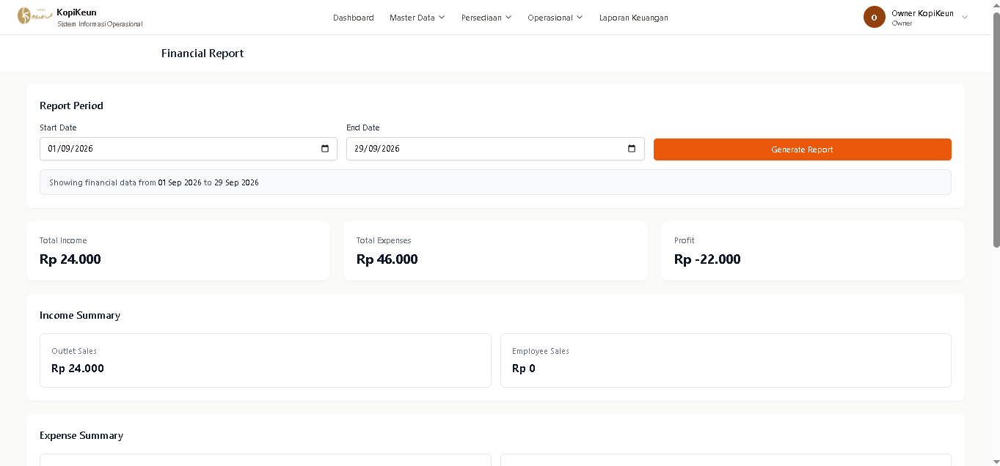 KopiKeun
Sistem Informasi Operasional
Dashboard
Master Data
Persediaan
Operasional
Laporan Keuangan
O
Owner KopiKeun
Owner
Financial Report
Report Period
Start Date
End Date
01/09/2026
29/09/2026
Generate Report
Showing financial data from 01 Sep 2026 to 29 Sep 2026
Total Income
Rp 24.000
Total Expenses
Rp 46.000
Profit
Rp -22.000
Income Summary
Outlet Sales
Rp 24.000
Employee Sales
Rp 0
Expense Summary